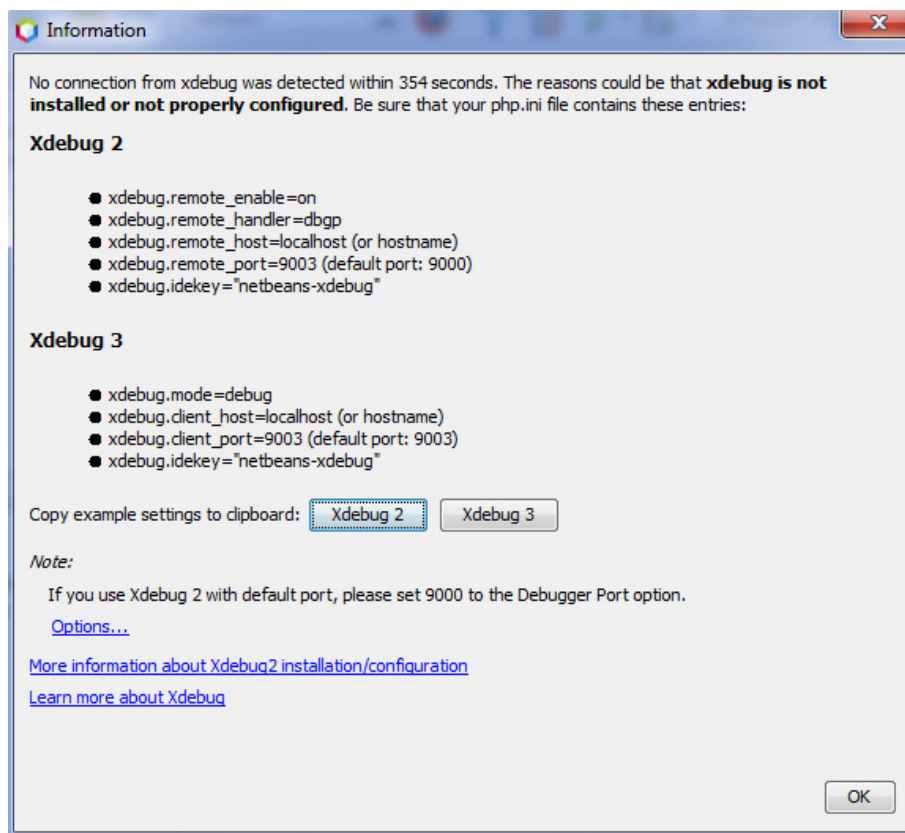 Information
No connection from xdebug was detected within 354 seconds. The reasons could be that xdebug is not
installed or not properly configured. Be sure that your php.ini file contains these entries:
Xdebug 2
xdebug.remote_enable=on
xdebug.remote_handler=dbgp
xdebug.remote_host=localhost (or hostname)
xdebug.remote_port=9003 (default port: 9000)
xdebug.idekey="netbeans-xdebug"
Xdebug 3
xdebug.mode=debug
xdebug.client_host=localhost (or hostname)
xdebug.client_port=9003 (default port: 9003)
xdebug.idekey="netbeans-xdebug"
Copy example settings to clipboard: Xdebug 2 Xdebug 3
Note:
If you use Xdebug 2 with default port, please set 9000 to the Debugger Port option.
Options...
More information about Xdebug2 installation/configuration
Learn more about Xdebug
OK